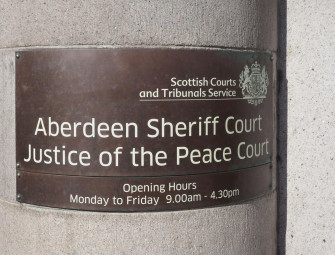 Scottish Courts
and Tribunals Service
Aberdeen Sheriff Court
Justice of the Peace Court
Opening Hours
Monday to Friday 9.00am - 4.30pm